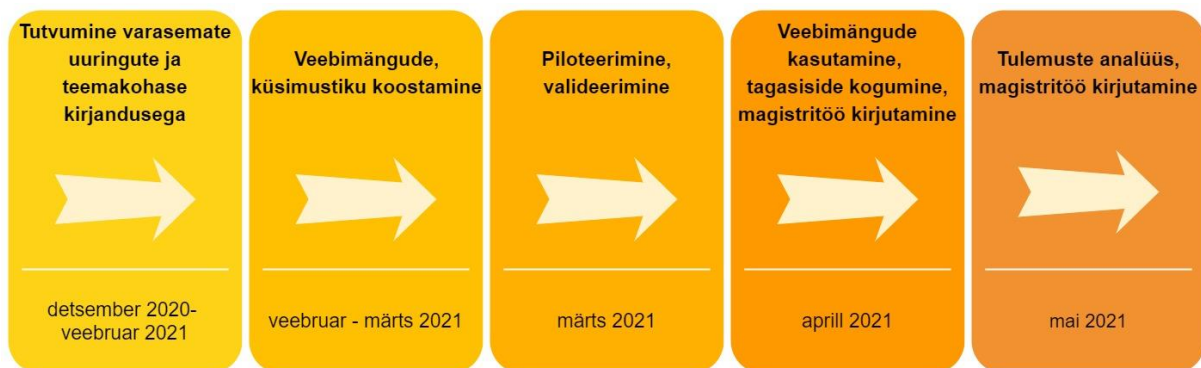 Tutvumine varasemate
uuringute ja
teemakohase
kirjandusega
detsember 2020-
veebruar 2021
Veebimängude,
küsimustiku koostamine
veebruar - märts 2021
Piloteerimine,
valideerimine
märts 2021
Veebimängude
kasutamine,
tagasiside kogumine,
magistritöö kirjutamine
aprill 2021
Tulemuste analüüs,
magistritöö kirjutamine
mai 2021